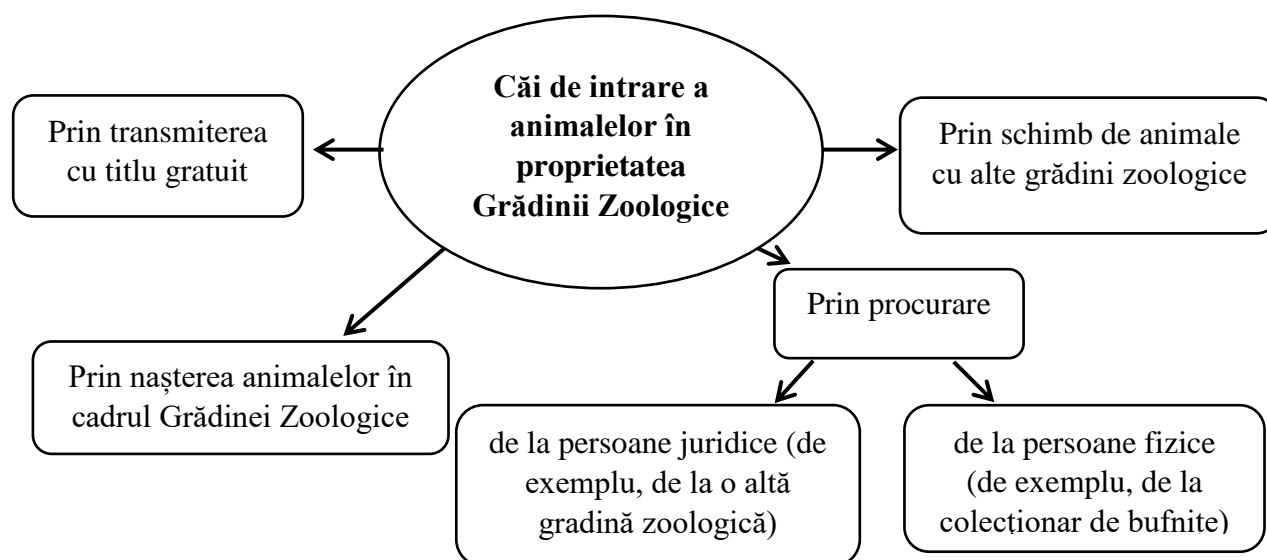 Căi de intrare a
animalelor în
proprietatea
Grădinii Zoologice
Prin transmiterea
cu titlu gratuit
Prin schimb de animale
cu alte grădini zoologice
Prin procurare
Prin nașterea animalelor în
cadrul Grădinei Zoologice
de la persoane juridice (de
exemplu, de la o altă
gradină zoologică)
de la persoane fizice
(de exemplu, de la
colecționar de bufnițe)